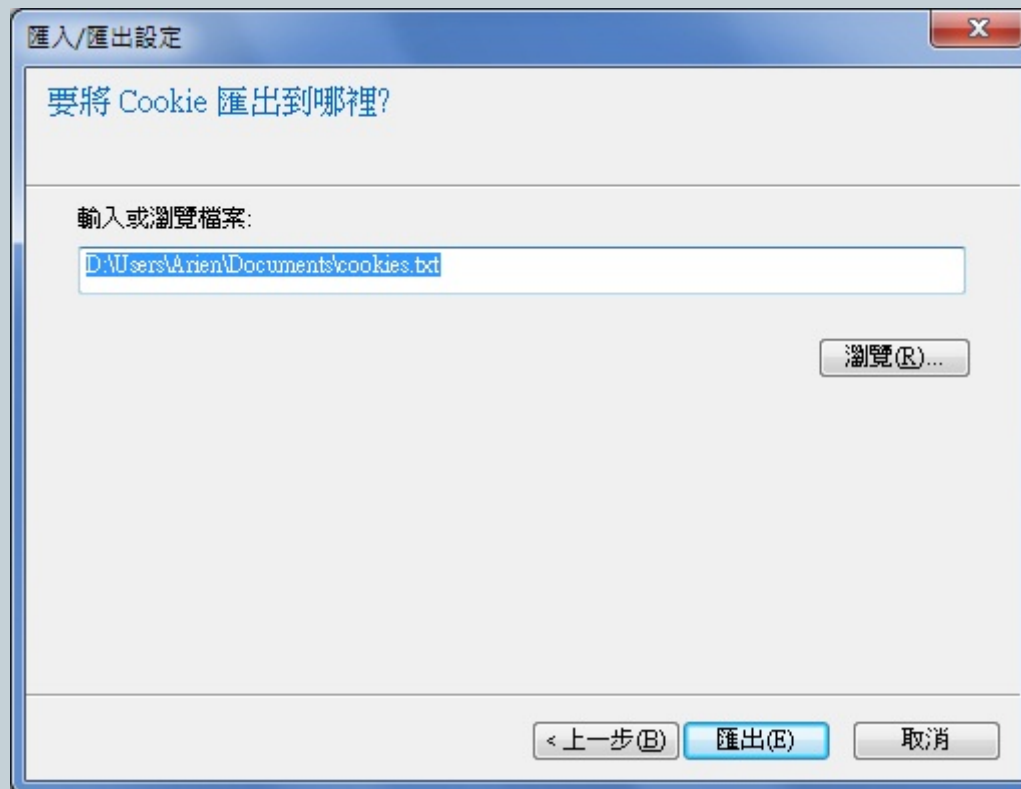 匯入/匯出設定
要將 Cookie 匯出到哪裡?
輸入或瀏覽檔案:
D:\Users\Arien\Documents\cookies.txt
瀏覽(R)...
<上一步(B)
匯出(E)
取消